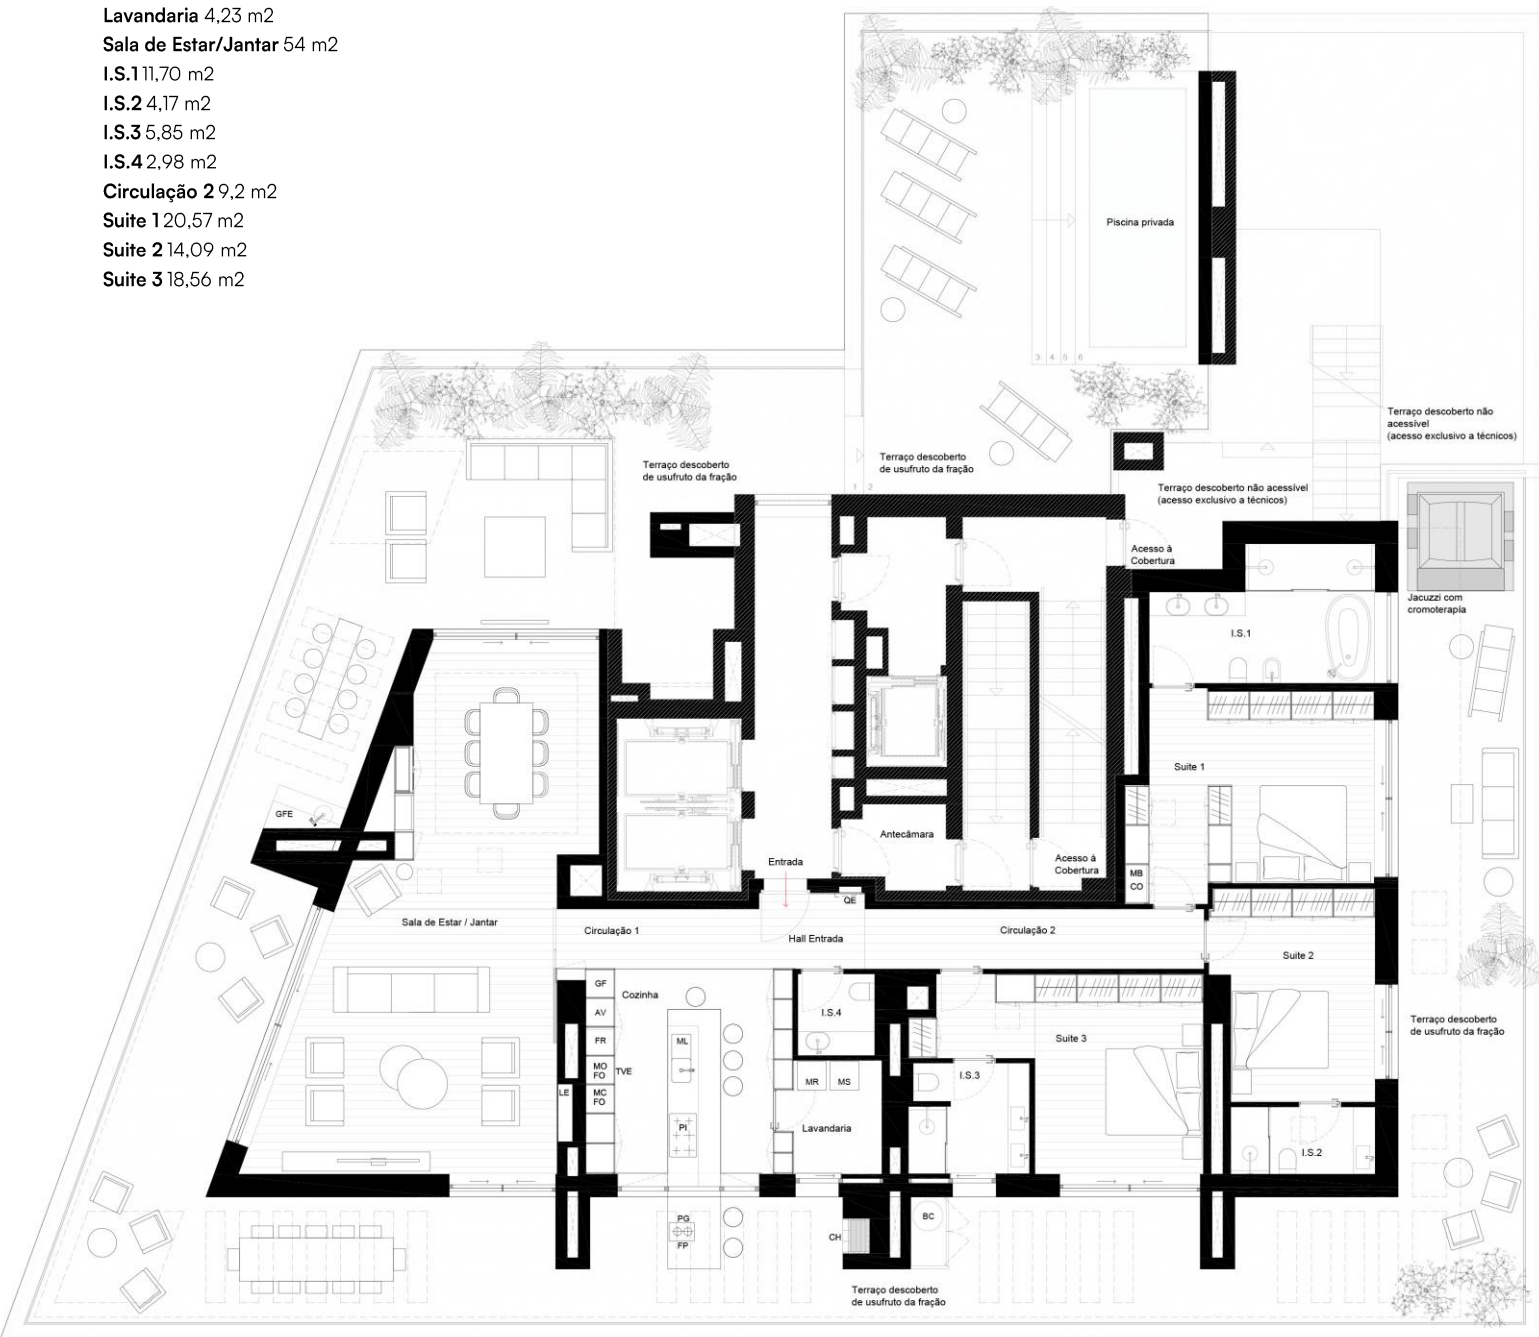 Lavandaria 4,23 m2
Sala de Estar/Jantar 54 m2
I.S.1 11,70 m2
I.S.2 4,17 m2
I.S.3 5,85 m2
I.S.4 2,98 m2
Circulação 2 9,2 m2
Suite 1 20,57 m2
Suite 2 14,09 m2
Suite 3 18,56 m2
Piscina privada
3 4 5 6
Terraço descoberto não
acessível
(acesso exclusivo a técnicos)
Terraço descoberto
de usufruto da fração
Terraço descoberto
de usufruto da fração
1 2
Terraço descoberto não acessível
(acesso exclusivo a técnicos)
Acesso à
Cobertura
Jacuzzi com
cromoterapia
I.S.1
Suite 1
GFE
Antecâmara
Entrada
Acesso à
Cobertura
MB
CO
QE
Sala de Estar / Jantar
Circulação 1
Hall Entrada
Circulação 2
Suite 2
GF
Cozinha
AV
I.S.4
Terraço descoberto
de usufruto da fração
FR
ML
Suite 3
MO
FO
TVE
MR
MS
I.S.3
LE
MC
FO
PI
Lavandaria
I.S.2
PG
FP
BC
CH
Terraço descoberto
de usufruto da fração